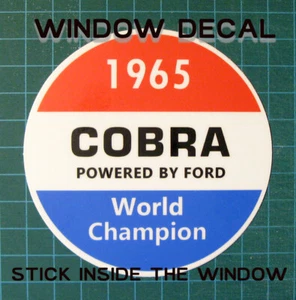 WINDOW DECAL
1965
COBRA
POWERED BY FORD
World
Champion
STICK INSIDE THE WINDOW